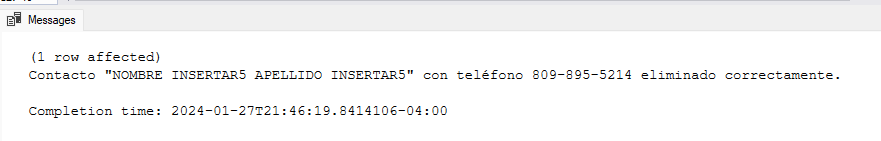 Messages
(1 row affected)
Contacto "NOMBRE INSERTAR5 APELLIDO INSERTAR5" con teléfono 809-895-5214 eliminado correctamente.
Completion time: 2024-01-27T21:46:19.8414106-04:00